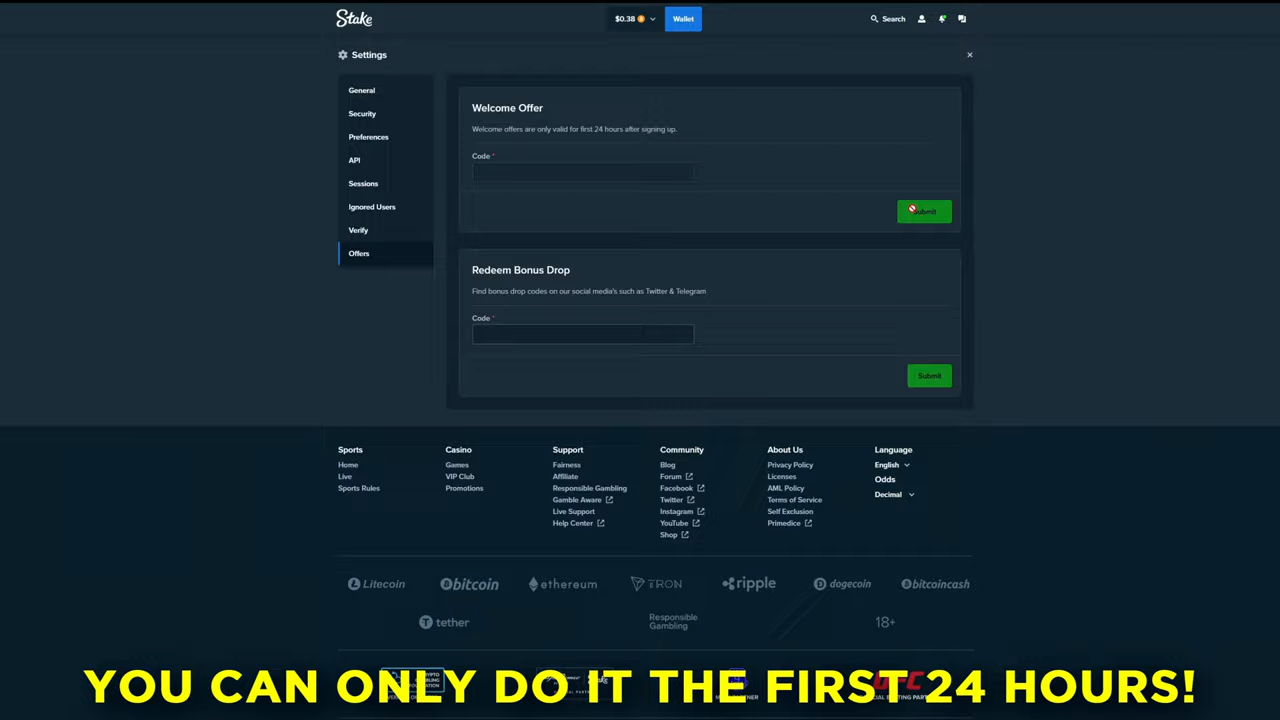 Stake
$0.38
Wallet
Search
Settings
General
Security
Preferences
API
Sessions
Ignored Users
Verify
Offers
Welcome Offer
Welcome offers are only valid for first 24 hours after signing up.
Code *
Submit
Redeem Bonus Drop
Find bonus drop codes on our social media's such as Twitter & Telegram
Code *
Submit
Sports
Home
Live
Sports Rules
Casino
Games
VIP Club
Promotions
Support
Fairness
Affiliate
Responsible Gambling
Gamble Aware
Live Support
Help Center
Community
Blog
Forum
Facebook
Twitter
Instagram
YouTube
Shop
About Us
Privacy Policy
Licenses
AML Policy
Terms of Service
Self Exclusion
Primedice
Language
English
Odds
Decimal
Litecoin
bitcoin
ethereum
TRON
ripple
dogecoin
bitcoincash
tether
Responsible
Gambling
18+
YOU CAN ONLY DO IT THE FIRST 24 HOURS!